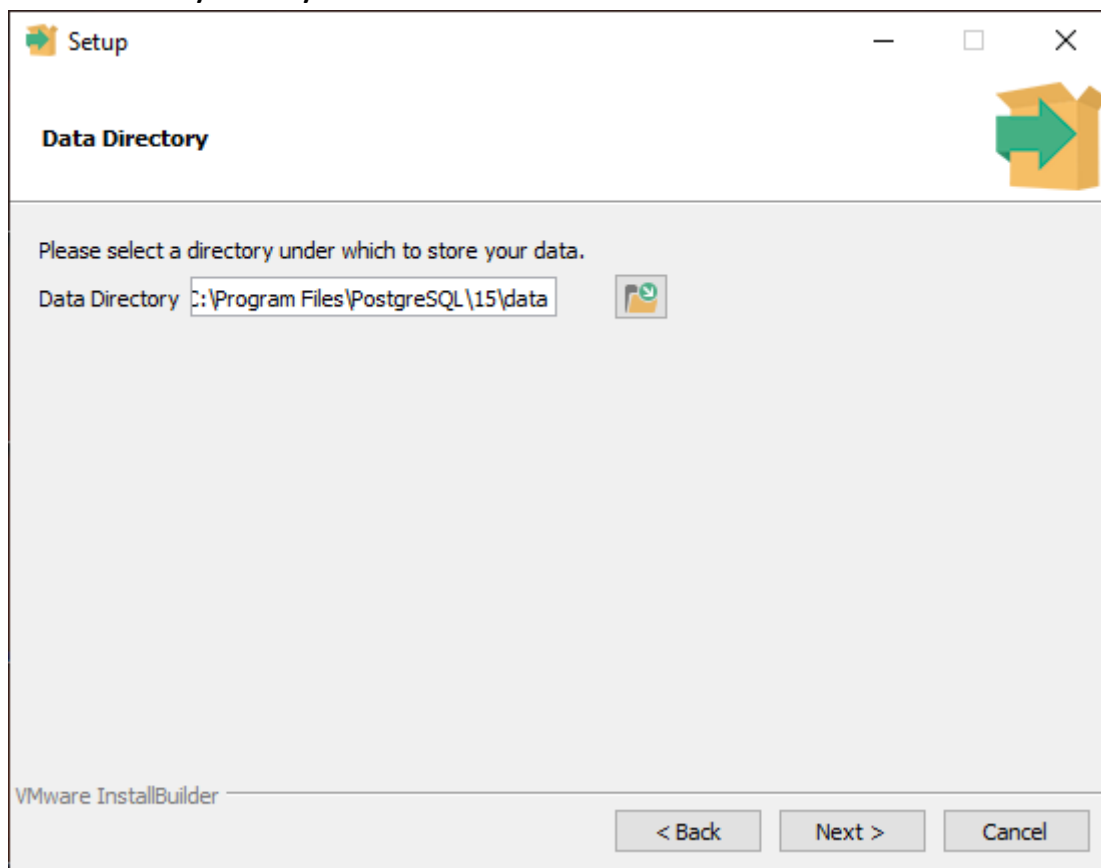 Setup
Data Directory
Please select a directory under which to store your data.
Data Directory C:\Program Files\PostgreSQL\15\data
VMware InstallBuilder
< Back Next > Cancel